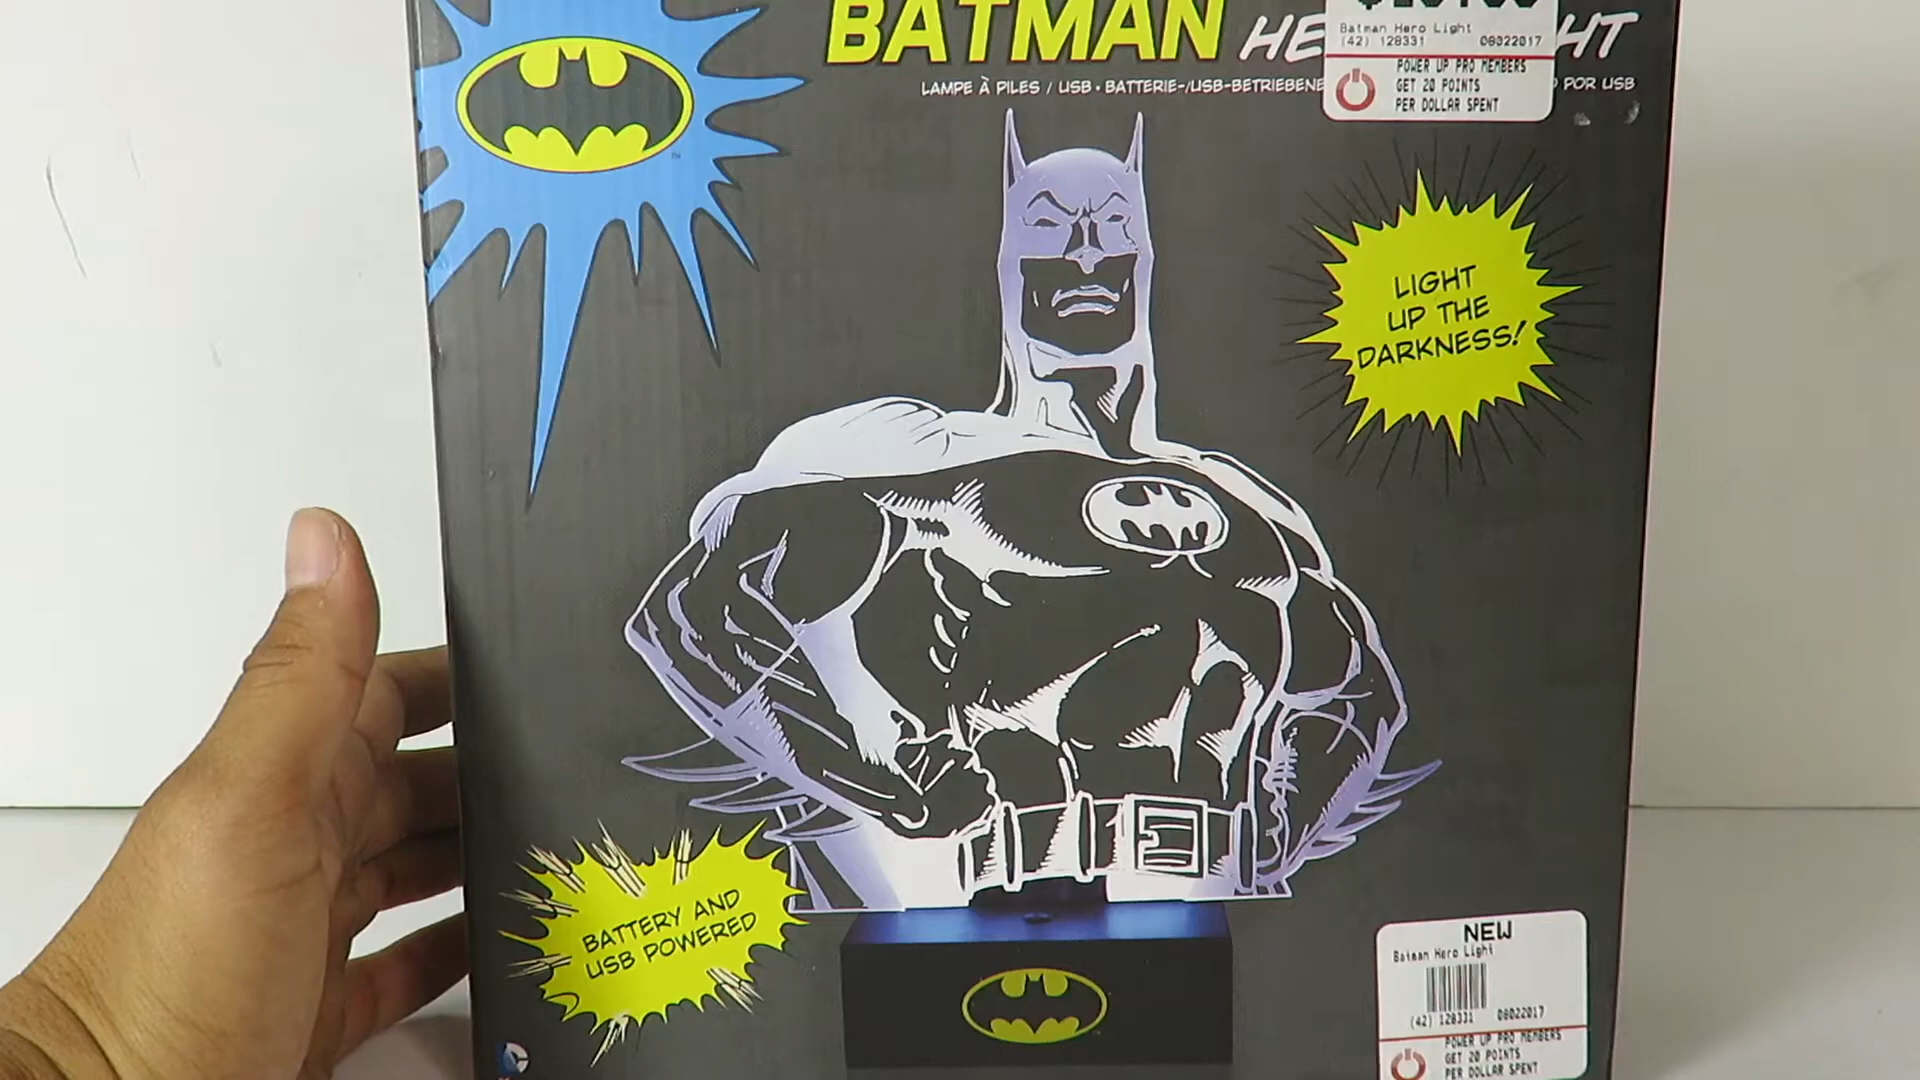 BATMAN
Batman Hero Light
(42) 128331 08022017
POWER UP PRO MEMBERS
GET 20 POINTS
PER DOLLAR SPENT
LAMPE À PILES / USB • BATTERIE-/USB-BETRIEBENE
POR USB
LIGHT
UP THE
DARKNESS!
BATTERY AND
USB POWERED
NEW
Batman Hero Light
(42) 128331 08022017
POWER UP PRO MEMBERS
GET 20 POINTS
PER DOLLAR SPENT